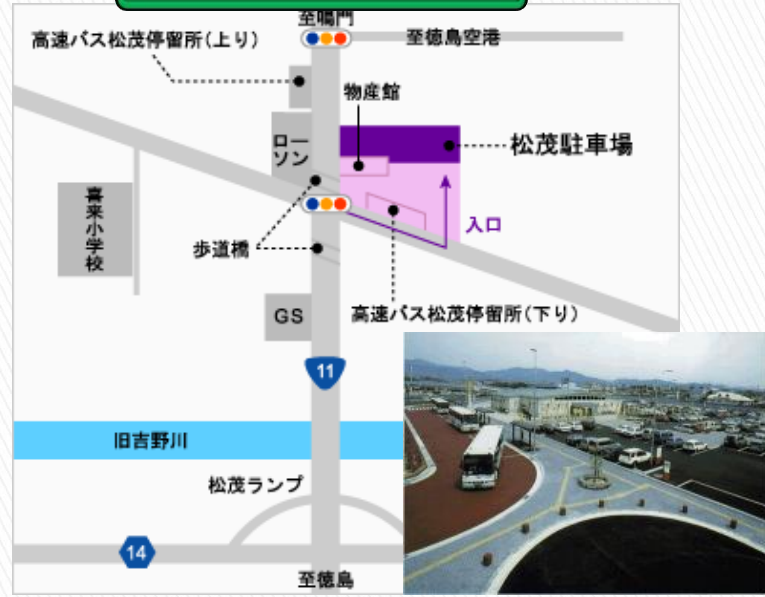 至鳴門
高速バス松茂停留所(上り)
至徳島空港
物産館
ロー
ソン
松茂駐車場
喜来小学校
入口
歩道橋
GS
高速バス松茂停留所(下り)
11
旧吉野川
松茂ランプ
14
至徳島